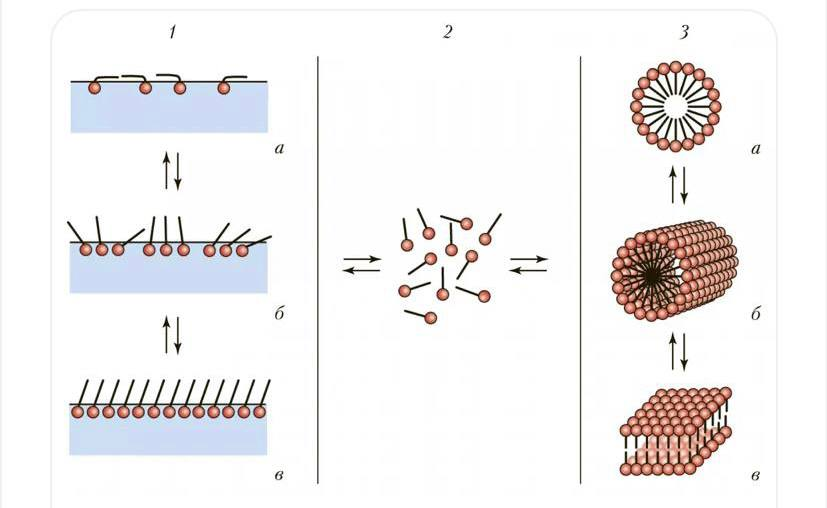 1 2 3
а а
б б
в в